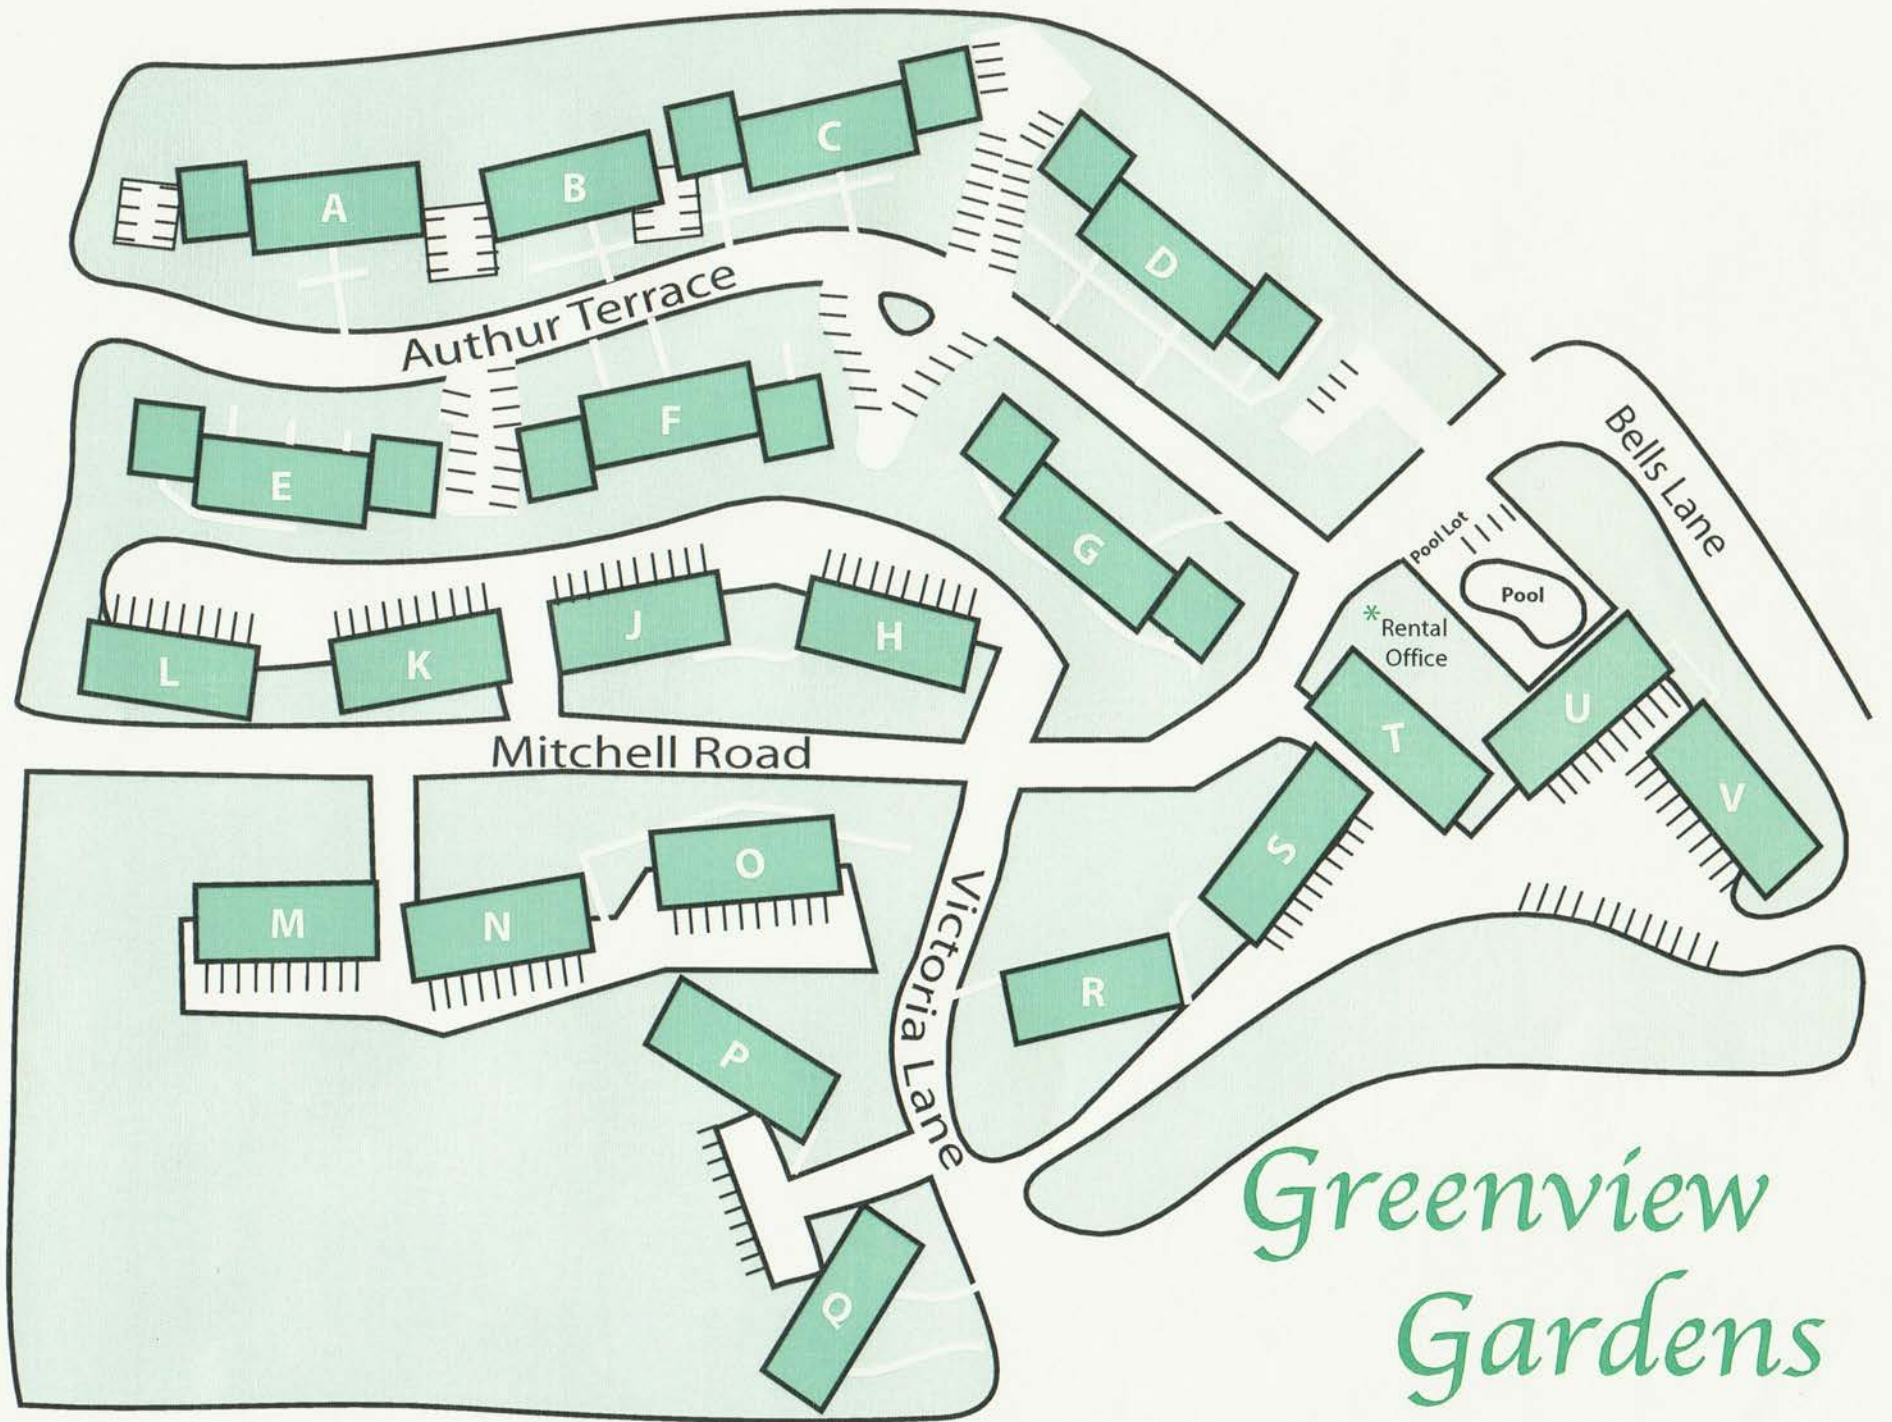 C
B
A
D
Authur Terrace
F
E
G
Bells Lane
Pool Lot
Pool
*Rental
Office
J
H
L
K
U
T
V
Mitchell Road
S
O
M
N
Victoria Lane
R
P
Q
Greenview
Gardens